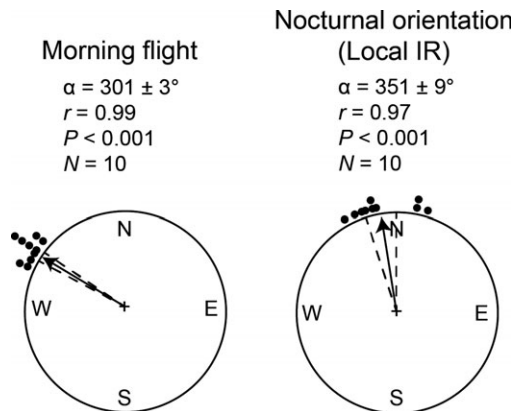 Morning flight
α = 301 ± 3°
r = 0.99
P < 0.001
N = 10
N
W
E
S
Nocturnal orientation
(Local IR)
α = 351 ± 9°
r = 0.97
P < 0.001
N = 10
N
W
E
S